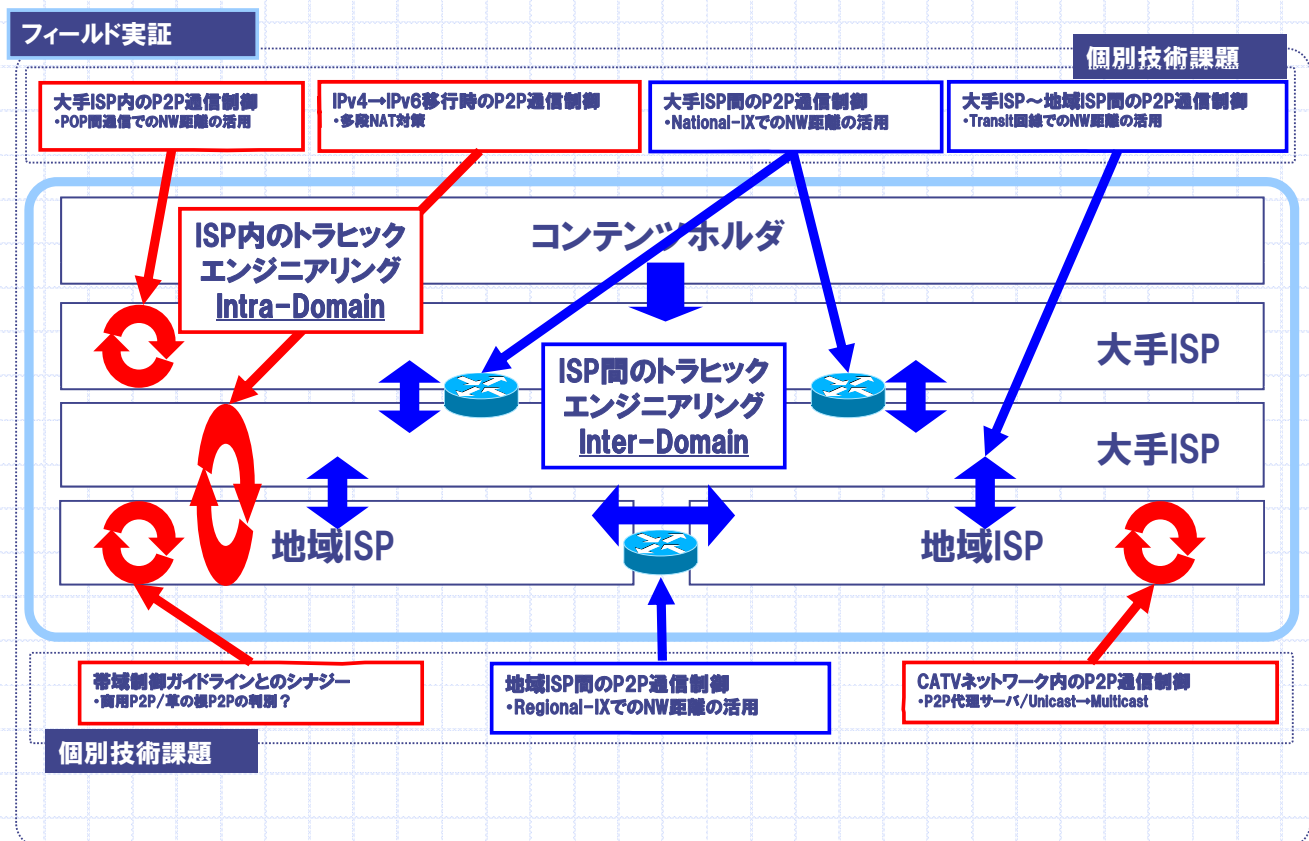 フィールド実証
個別技術課題
大手ISP内のP2P通信制御
・POP間通信でのNW距離の活用
IPv4→IPv6移行時のP2P通信制御
・多段NAT対策
大手ISP間のP2P通信制御
・National-IXでのNW距離の活用
大手ISP～地域ISP間のP2P通信制御
・Transit回線でのNW距離の活用
コンテンツホルダ
ISP内のトラヒック
エンジニアリング
Intra-Domain
大手ISP
ISP間のトラヒック
エンジニアリング
Inter-Domain
大手ISP
地域ISP
地域ISP
帯域制御ガイドラインとのシナジー
・商用P2P/草の根P2Pの判別？
地域ISP間のP2P通信制御
・Regional-IXでのNW距離の活用
CATVネットワーク内のP2P通信制御
・P2P代理サーバ/Unicast→Multicast
個別技術課題